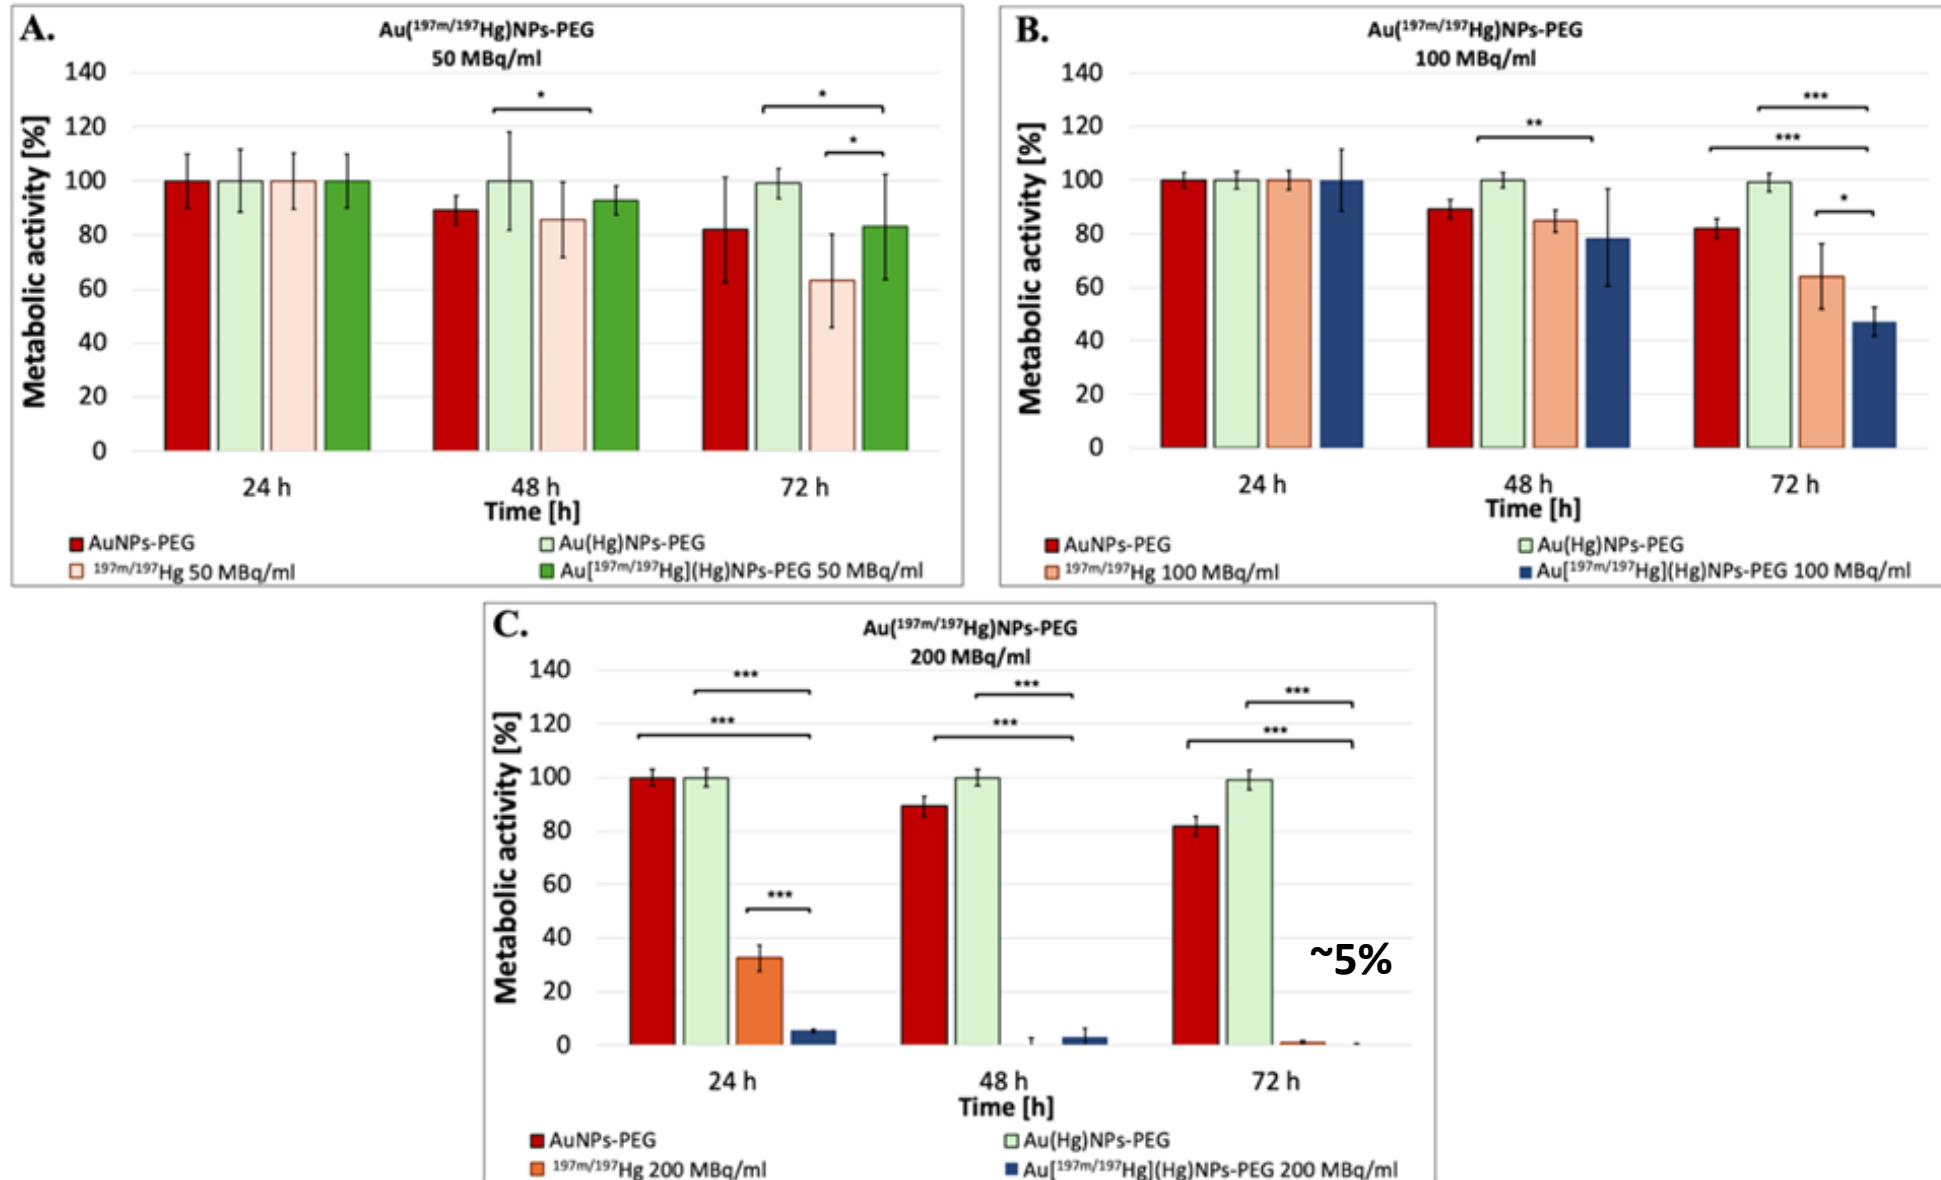 A.
Au(197m/197Hg)NPs-PEG
50 MBq/ml
Metabolic activity [%]
140
120
100
80
60
40
20
0
*
*
*
24 h
48 h
72 h
Time [h]
AuNPs-PEG
Au(Hg)NPs-PEG
197m/197Hg 50 MBq/ml
Au[197m/197Hg](Hg)NPs-PEG 50 MBq/ml
B.
Au(197m/197Hg)NPs-PEG
100 MBq/ml
Metabolic activity [%]
140
120
100
80
60
40
20
0
**
***
***
*
24 h
48 h
72 h
Time [h]
AuNPs-PEG
Au(Hg)NPs-PEG
197m/197Hg 100 MBq/ml
Au[197m/197Hg](Hg)NPs-PEG 100 MBq/ml
C.
Au(197m/197Hg)NPs-PEG
200 MBq/ml
Metabolic activity [%]
140
120
100
80
60
40
20
0
***
***
***
***
***
***
***
~5%
24 h
48 h
72 h
Time [h]
AuNPs-PEG
Au(Hg)NPs-PEG
197m/197Hg 200 MBq/ml
Au[197m/197Hg](Hg)NPs-PEG 200 MBq/ml